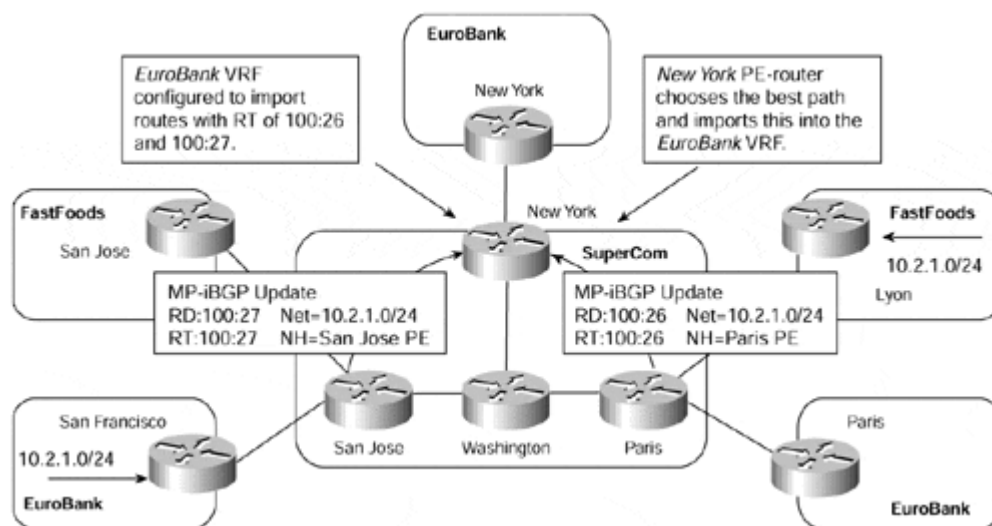 EuroBank
New York
EuroBank VRF
configured to import
routes with RT of 100:26
and 100:27.
New York PE-router
chooses the best path
and imports this into the
EuroBank VRF.
FastFoods
San Jose
New York
SuperCom
FastFoods
10.2.1.0/24
Lyon
MP-iBGP Update
RD:100:27 Net=10.2.1.0/24
RT:100:27 NH=San Jose PE
MP-iBGP Update
RD:100:26 Net=10.2.1.0/24
RT:100:26 NH=Paris PE
San Francisco
10.2.1.0/24
EuroBank
San Jose
Washington
Paris
Paris
EuroBank